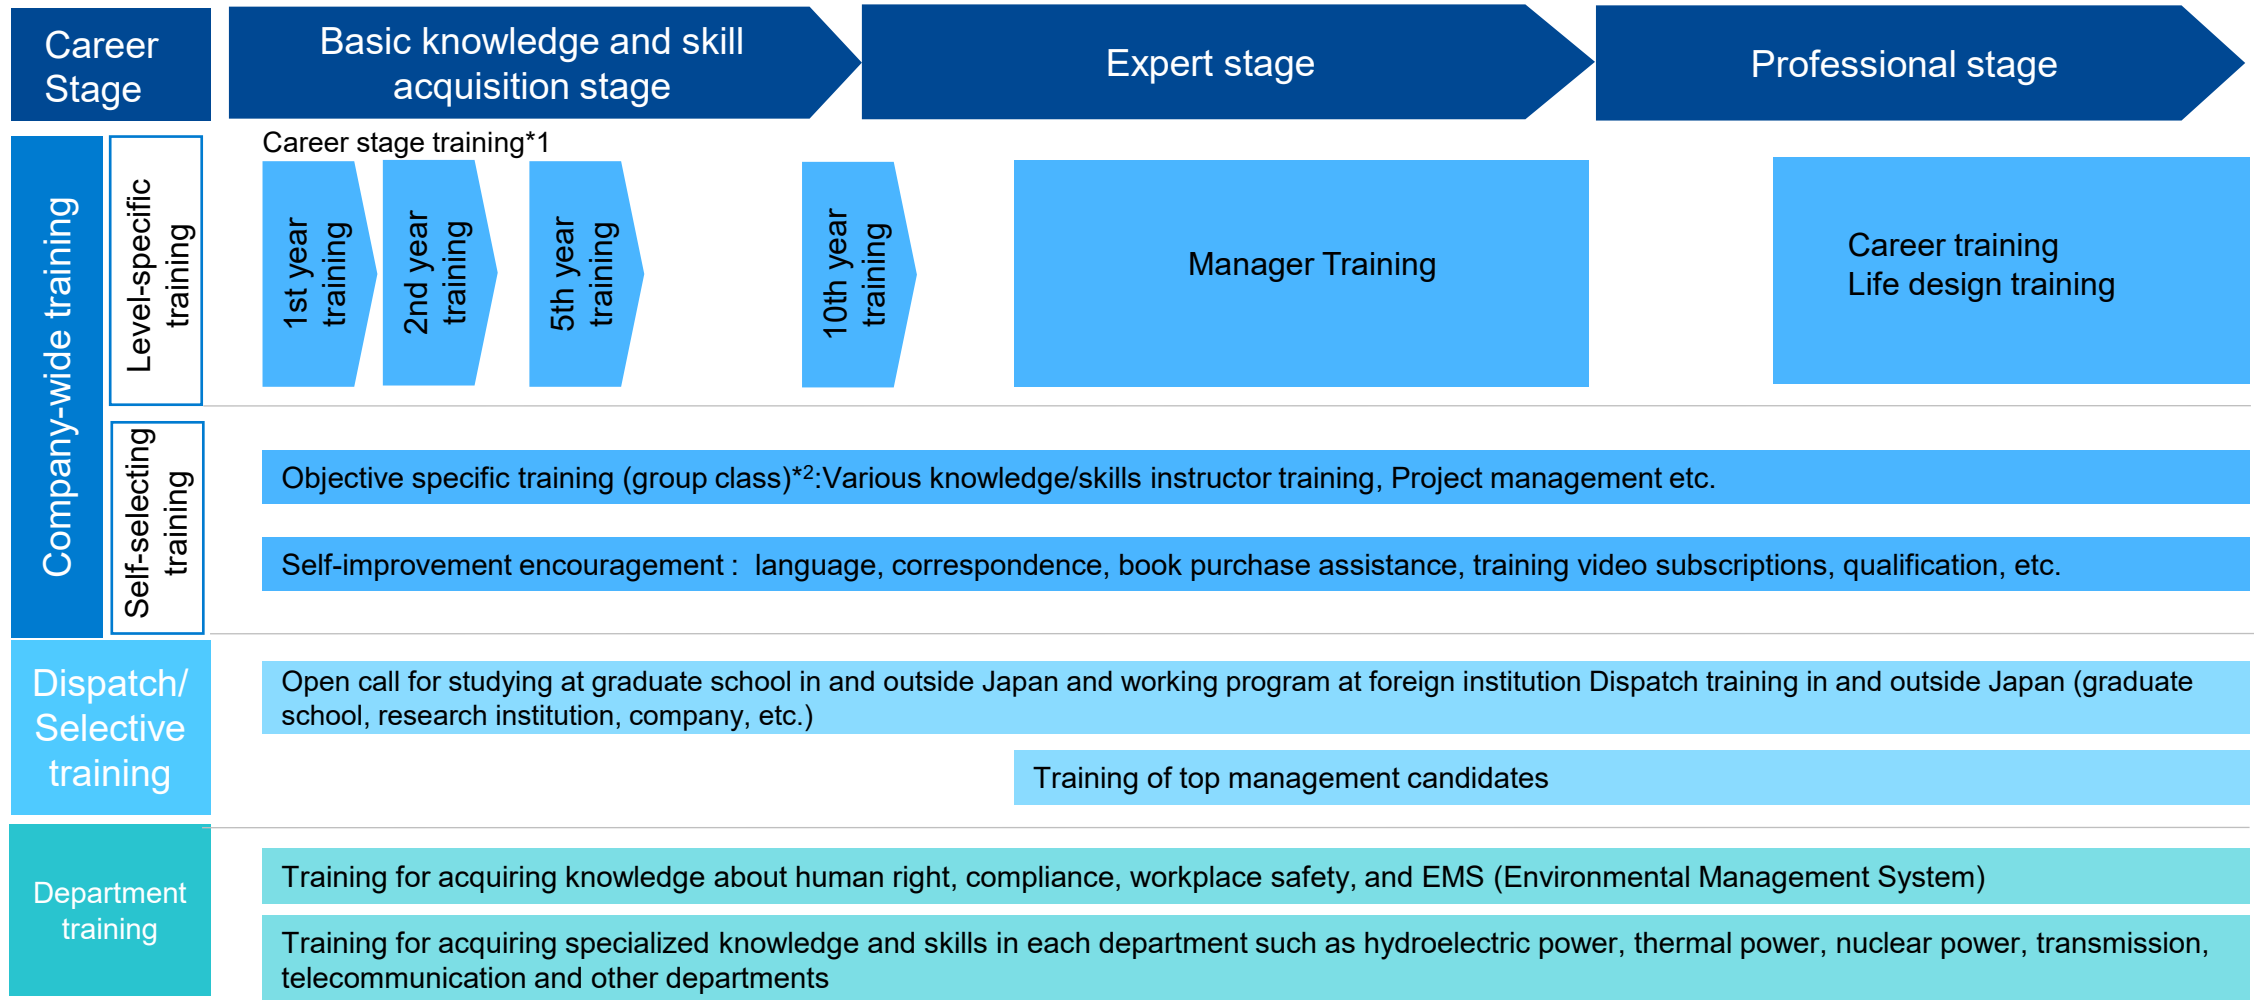 Career
Stage
Basic knowledge and skill
acquisition stage
Expert stage
Professional stage
Company-wide training
Level-specific
training
Career stage training*1
1st year
training
2nd year
training
5th year
training
10th year
training
Manager Training
Career training
Life design training
Self-selecting
training
Objective specific training (group class)*2:Various knowledge/skills instructor training, Project management etc.
Self-improvement encouragement : language, correspondence, book purchase assistance, training video subscriptions, qualification, etc.
Dispatch/
Selective
training
Open call for studying at graduate school in and outside Japan and working program at foreign institution Dispatch training in and outside Japan (graduate
school, research institution, company, etc.)
Training of top management candidates
Department
training
Training for acquiring knowledge about human right, compliance, workplace safety, and EMS (Environmental Management System)
Training for acquiring specialized knowledge and skills in each department such as hydroelectric power, thermal power, nuclear power, transmission,
telecommunication and other departments